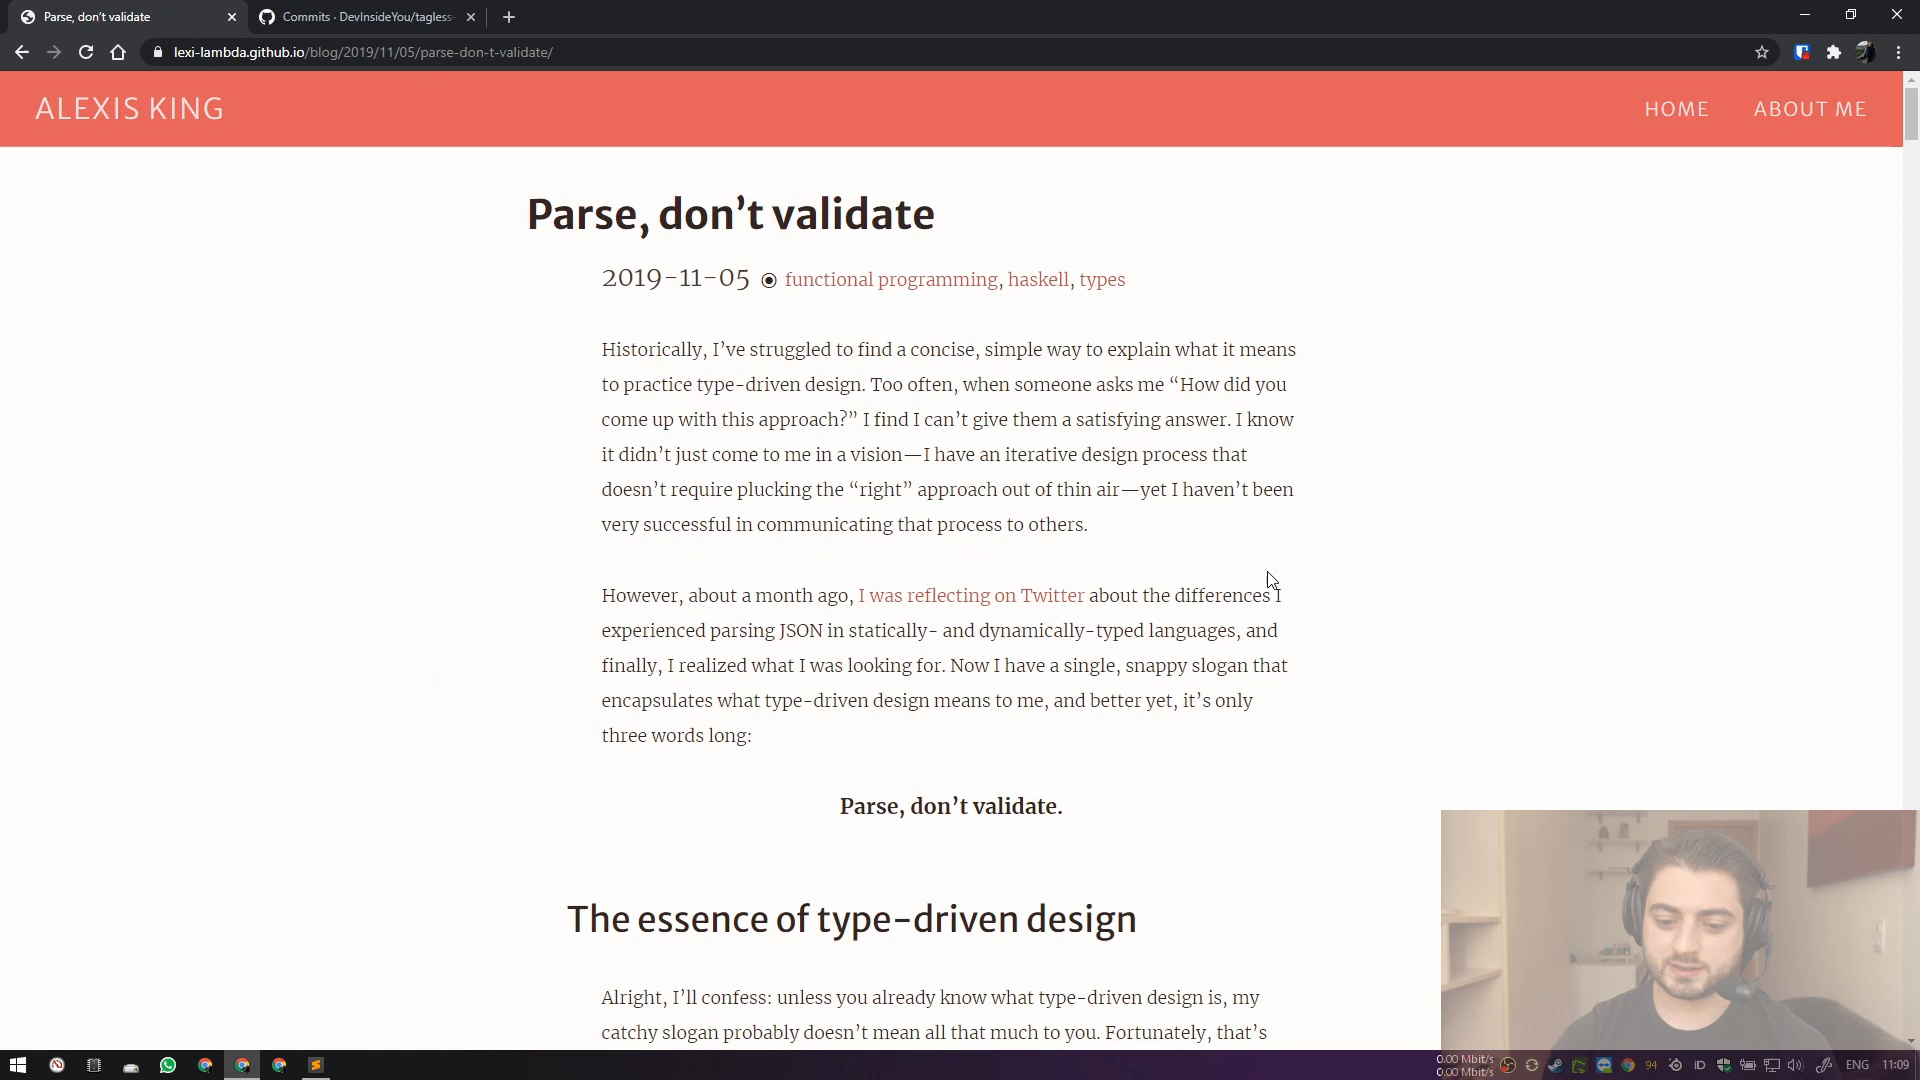 Parse, don't validate
Commits · DevInsideYou/tagless-
lexi-lambda.github.io/blog/2019/11/05/parse-don-t-validate/
ALEXIS KING
HOME
ABOUT ME
Parse, don’t validate
2019-11-05 functional programming, haskell, types
Historically, I’ve struggled to find a concise, simple way to explain what it means
to practice type-driven design. Too often, when someone asks me “How did you
come up with this approach?” I find I can’t give them a satisfying answer. I know
it didn’t just come to me in a vision—I have an iterative design process that
doesn’t require plucking the “right” approach out of thin air—yet I haven’t been
very successful in communicating that process to others.
However, about a month ago, I was reflecting on Twitter about the differences I
experienced parsing JSON in statically- and dynamically-typed languages, and
finally, I realized what I was looking for. Now I have a single, snappy slogan that
encapsulates what type-driven design means to me, and better yet, it’s only
three words long:
Parse, don’t validate.
The essence of type-driven design
Alright, I’ll confess: unless you already know what type-driven design is, my
catchy slogan probably doesn’t mean all that much to you. Fortunately, that’s
0.00 Mbit/s
0.00 Mbit/s
94
iD
ENG
11:09